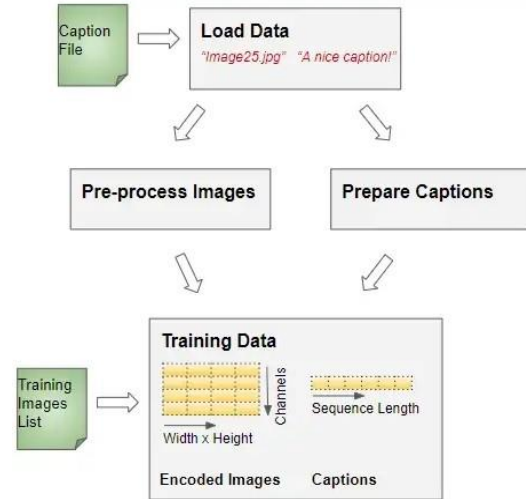 Caption
File
Load Data
"Image25.jpg" "A nice caption!"
Pre-process Images
Prepare Captions
Training
Images
List
Training Data
Channels
Width x Height
Sequence Length
Encoded Images
Captions